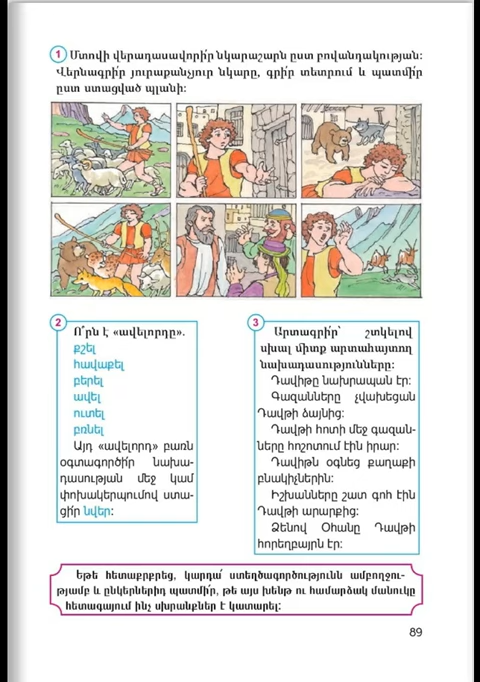 1 Մտովի վերադասավորի՛ր նկարաշարն ըստ բովանդակության:
Վերնագրի՛ր յուրաքանչյուր նկարը, գրի՛ր տետրում և պատմի՛ր
ըստ ստացված պլանի:
2
Ո՞րն է «ավելորդը».
քշել
հավաքել
բերել
ավել
ուտել
բռնել
Այդ «ավելորդ» բառն
օգտագործի՛ր նախա-
դասության մեջ կամ
փոխակերպումով ստա-
ցի՛ր նվեր:
3
Արտագրի՛ր՝ շտկելով
սխալ միտք արտահայտող
նախադասությունները:
Դավիթը նախրապան էր:
Գազանները չվախեցան
Դավթի ձայնից:
Դավթի հոտի մեջ գազան-
ները հոշոտում էին իրար:
Դավիթն օգնեց քաղաքի
բնակիչներին:
Իշխանները շատ գոհ էին
Դավթի արարքից:
Ձենով Օհանը Դավթի
հորեղբայրն էր:
Եթե հետաքրքրեց, կարդա՛ ստեղծագործությունն ամբողջու-
թյամբ և ընկերներիդ պատմի՛ր, թե այս խենթ ու համարձակ մանուկը
հետագայում ինչ սխրանքներ է կատարել:
89